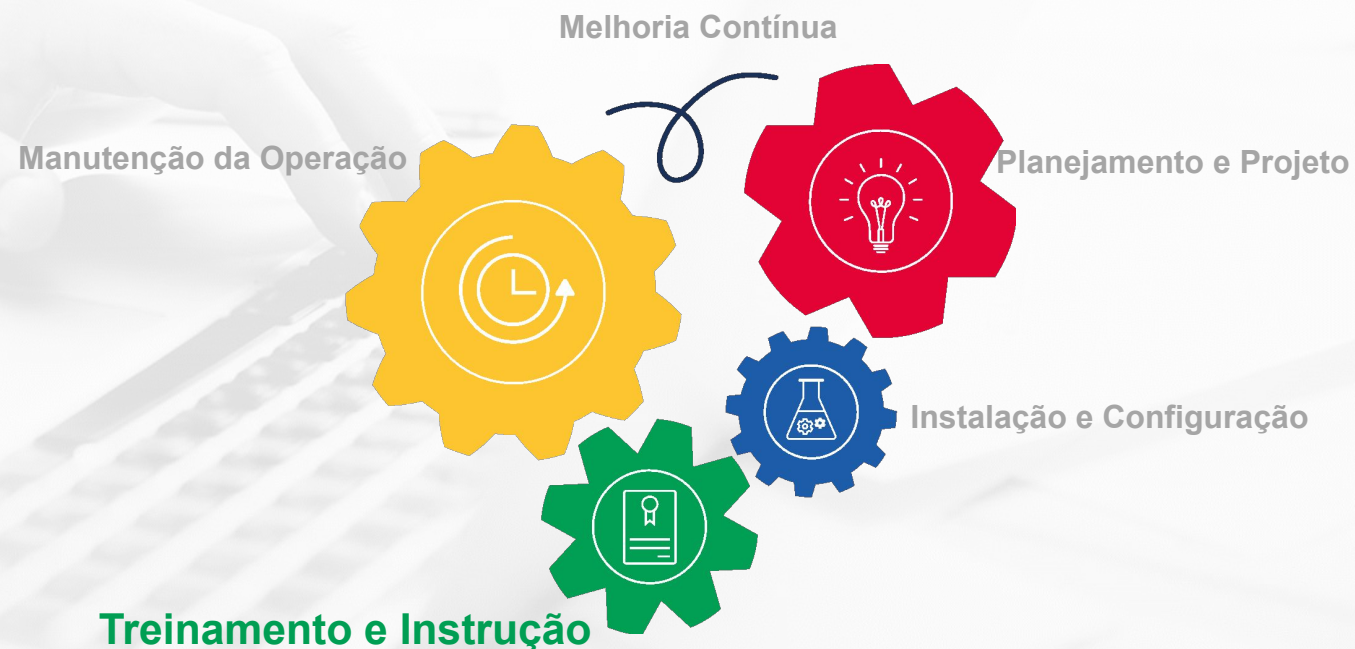 Melhoria Contínua
Manutenção da Operação
Planejamento e Projeto
Instalação e Configuração
Treinamento e Instrução